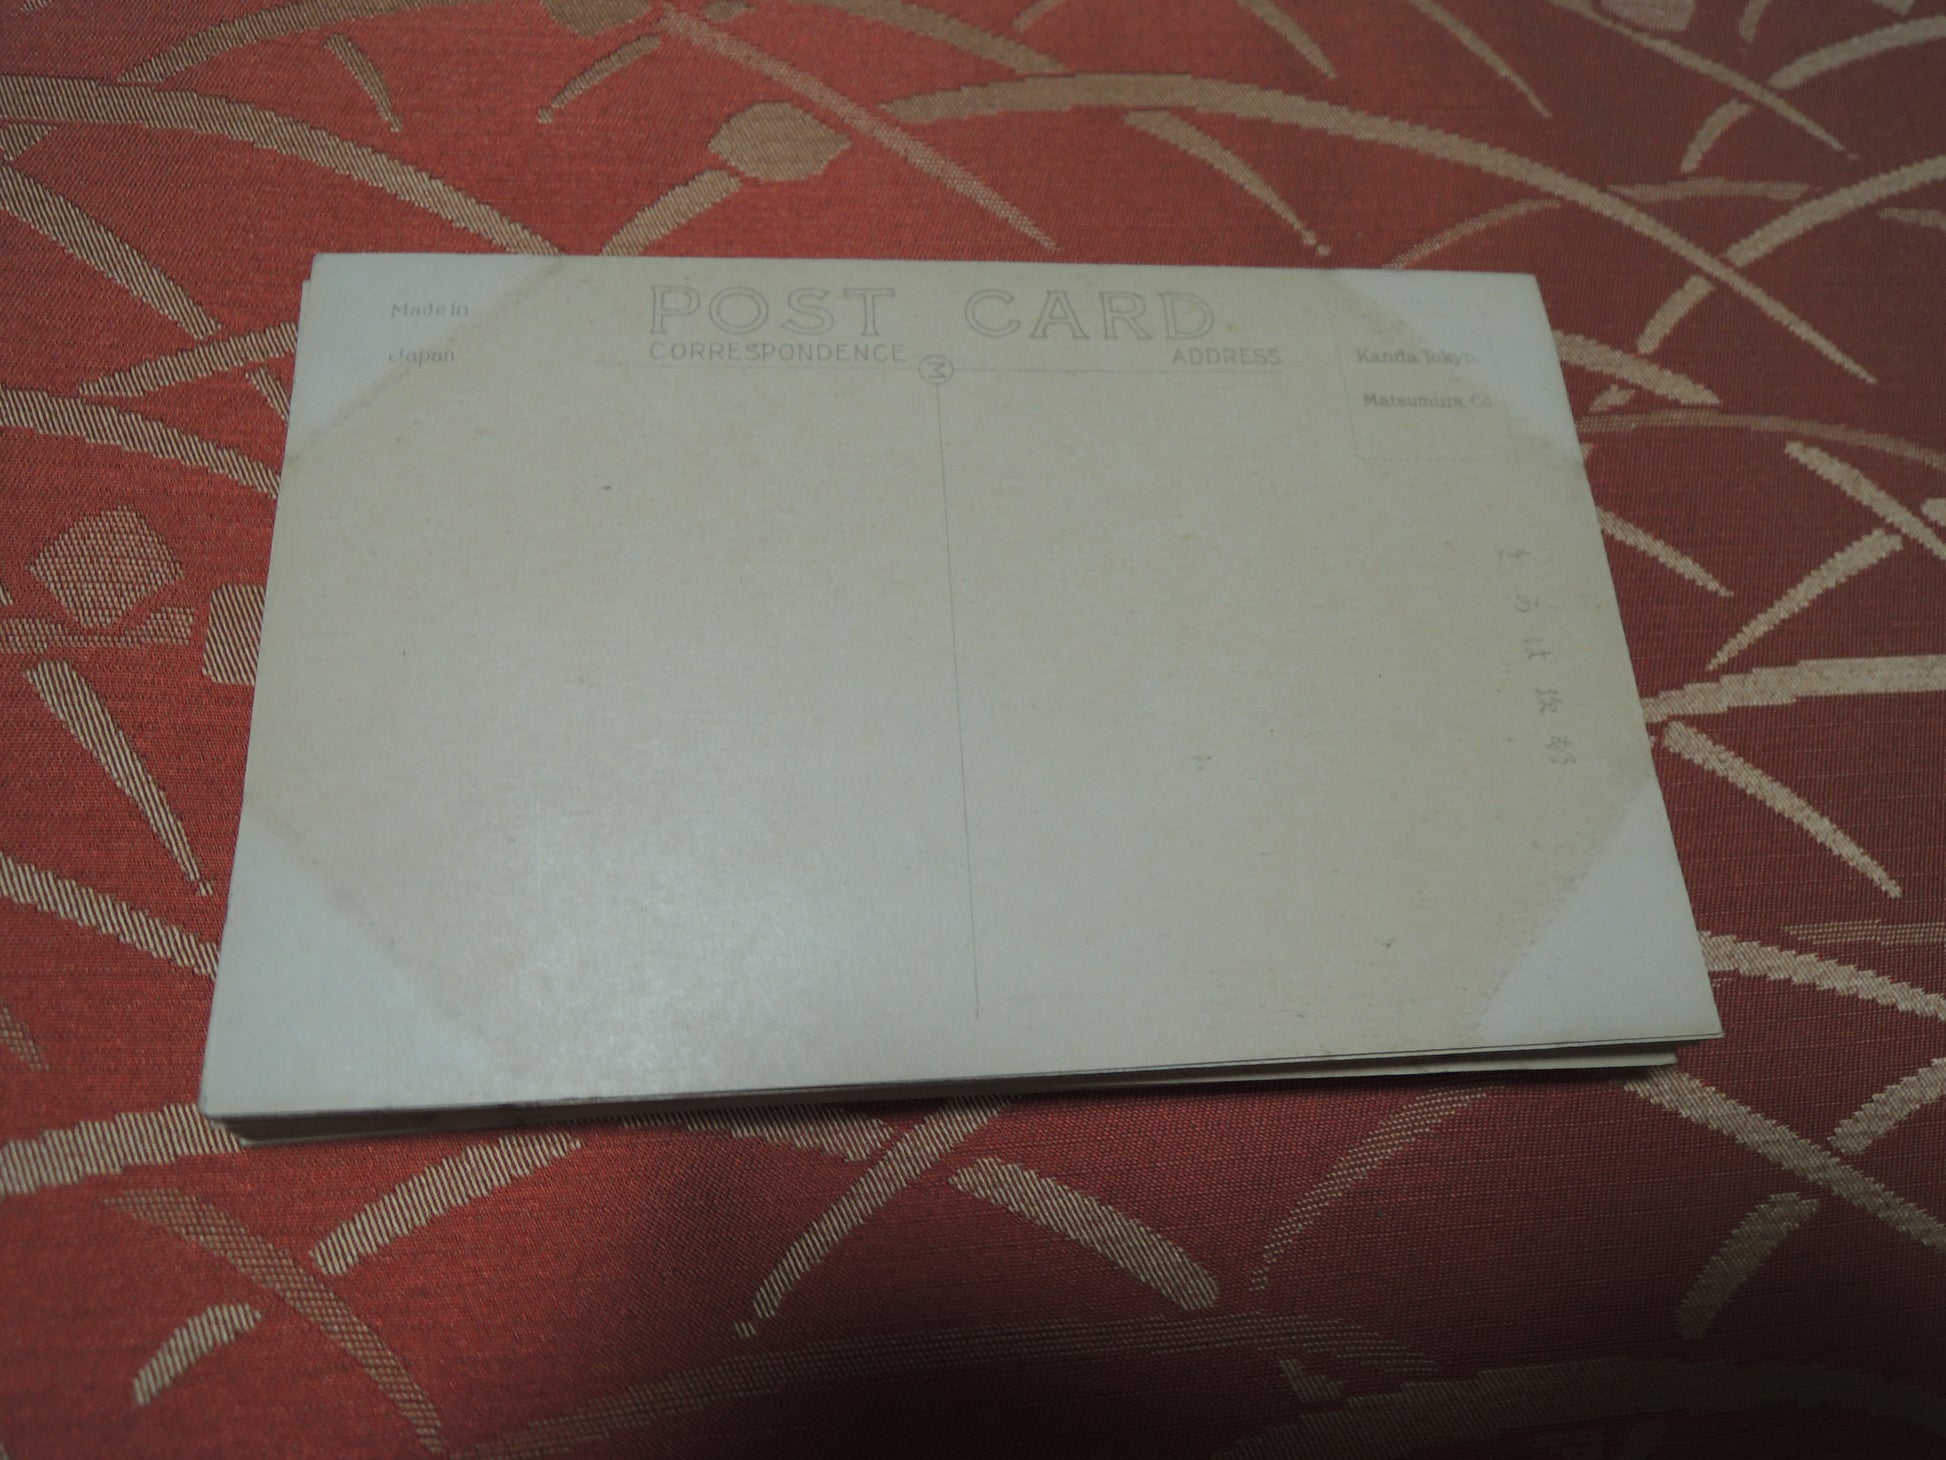 Made in
Japan
POST CARD
CORRESPONDENCE
M
ADDRESS
Kanda Tokyo.
Matsumura Co.